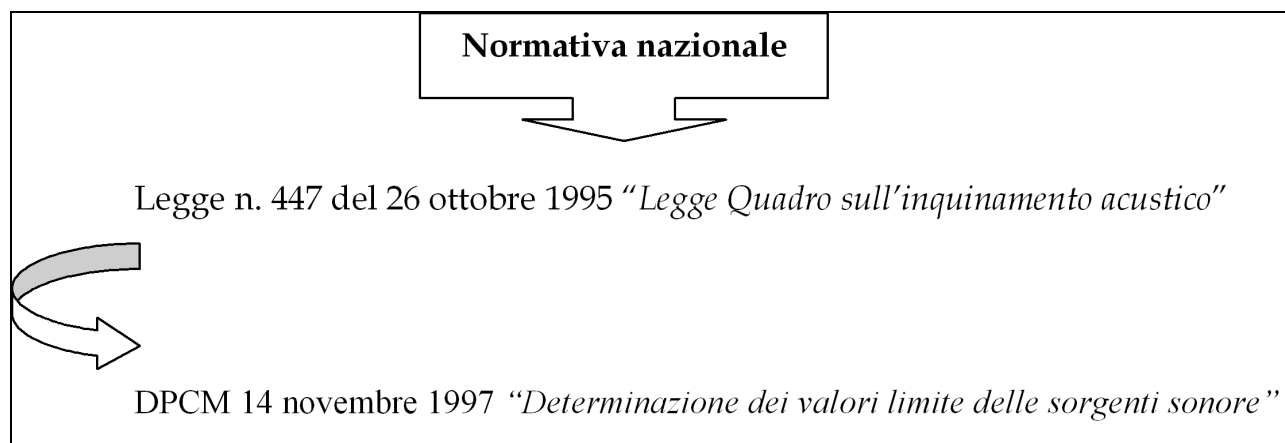 Normativa nazionale
Legge n. 447 del 26 ottobre 1995 “Legge Quadro sull’inquinamento acustico”
DPCM 14 novembre 1997 “Determinazione dei valori limite delle sorgenti sonore”